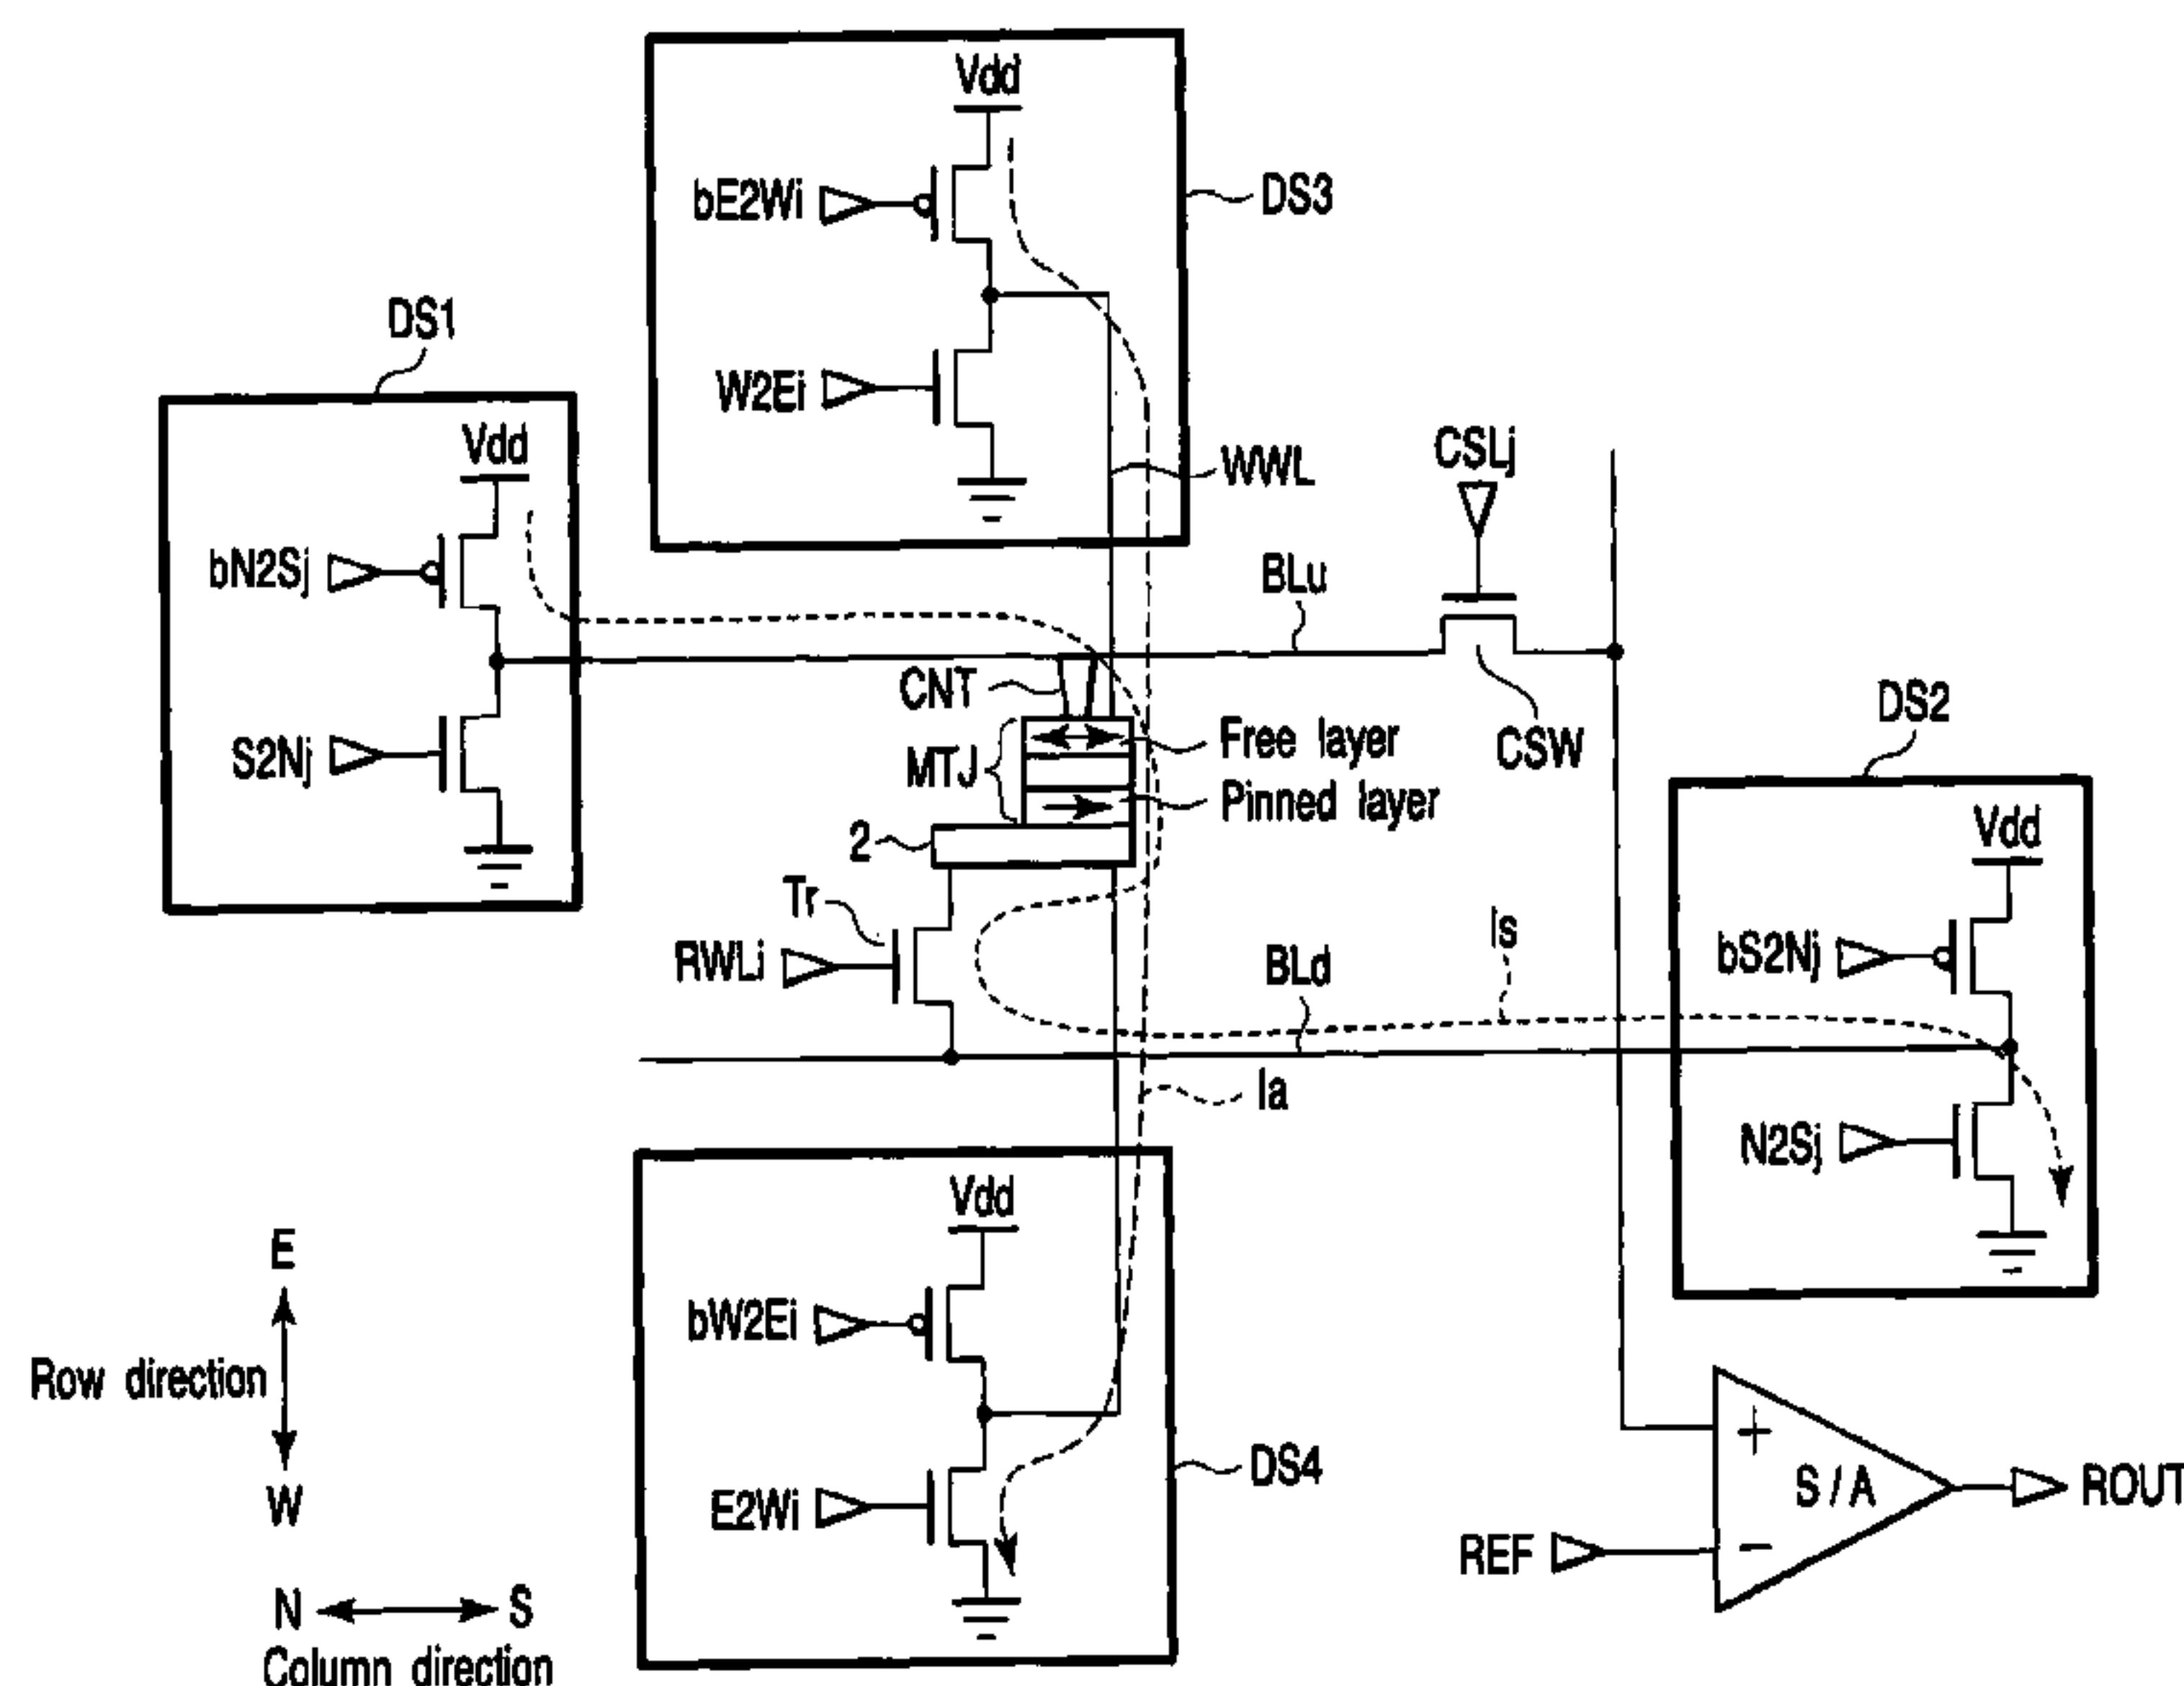 Vdd
bE2Wi
DS3
W2Ei
WWL
DS1
Vdd
bN2Sj
S2Nj
CSLj
BLu
CNT
CSW
MTJ
Free layer
Pinned layer
2
DS2
Vdd
Tr
RWLi
BLd
Is
bS2Nj
N2Sj
Ia
Vdd
bW2Ei
E2Wi
DS4
E
Row direction
W
N
S
Column direction
+
S/A
−
REF
ROUT